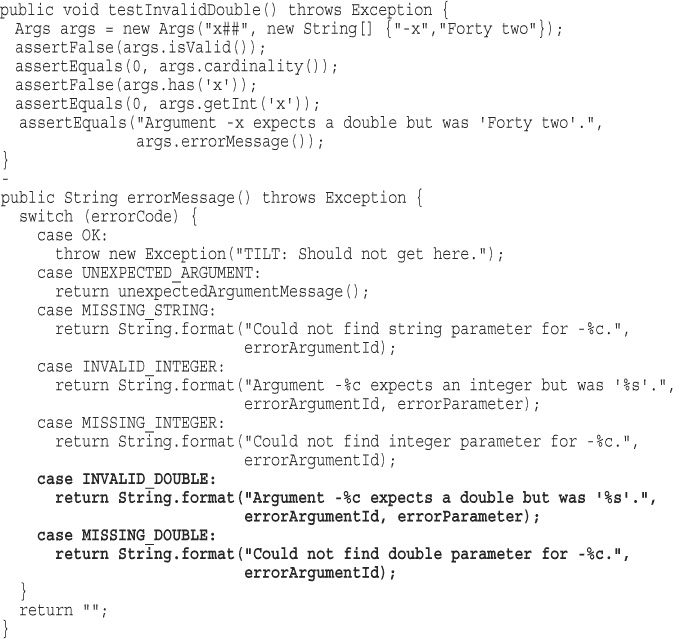 public void testInvalidDouble() throws Exception {
  Args args = new Args("x##", new String[] {"-x","Forty two"});
  assertFalse(args.isValid());
  assertEquals(0, args.cardinality());
  assertFalse(args.has('x'));
  assertEquals(0, args.getInt('x'));
  assertEquals("Argument -x expects a double but was 'Forty two'.",
               args.errorMessage());
}
-
public String errorMessage() throws Exception {
  switch (errorCode) {
    case OK:
      throw new Exception("TILT: Should not get here.");
    case UNEXPECTED_ARGUMENT:
      return unexpectedArgumentMessage();
    case MISSING_STRING:
      return String.format("Could not find string parameter for -%c.",
                           errorArgumentId);
    case INVALID_INTEGER:
      return String.format("Argument -%c expects an integer but was '%s'.",
                           errorArgumentId, errorParameter);
    case MISSING_INTEGER:
      return String.format("Could not find integer parameter for -%c.",
                           errorArgumentId);
    case INVALID_DOUBLE:
      return String.format("Argument -%c expects a double but was '%s'.",
                           errorArgumentId, errorParameter);
    case MISSING_DOUBLE:
      return String.format("Could not find double parameter for -%c.",
                           errorArgumentId);
  }
  return "";
}